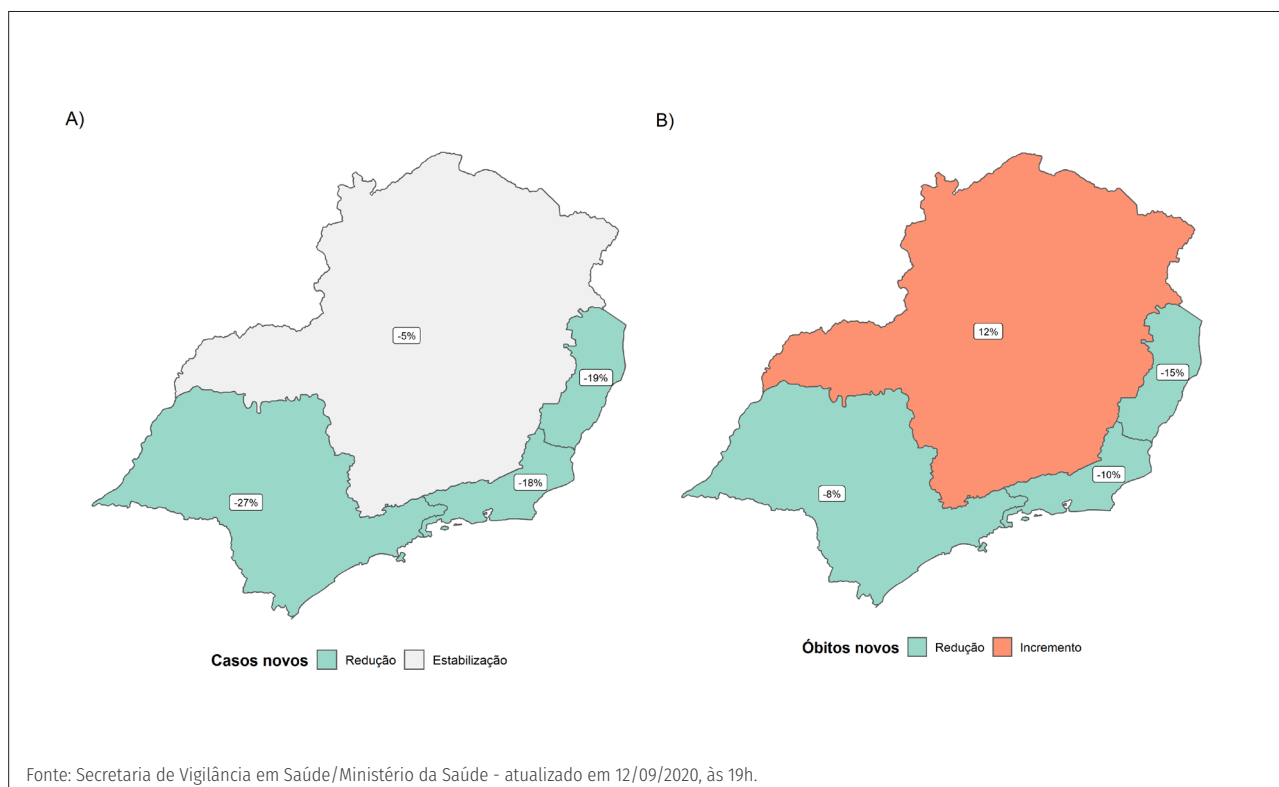 A)
-5%
-19%
-18%
-27%
Casos novos Redução Estabilização
B)
12%
-15%
-10%
-8%
Óbitos novos Redução Incremento
Fonte: Secretaria de Vigilância em Saúde/Ministério da Saúde - atualizado em 12/09/2020, às 19h.